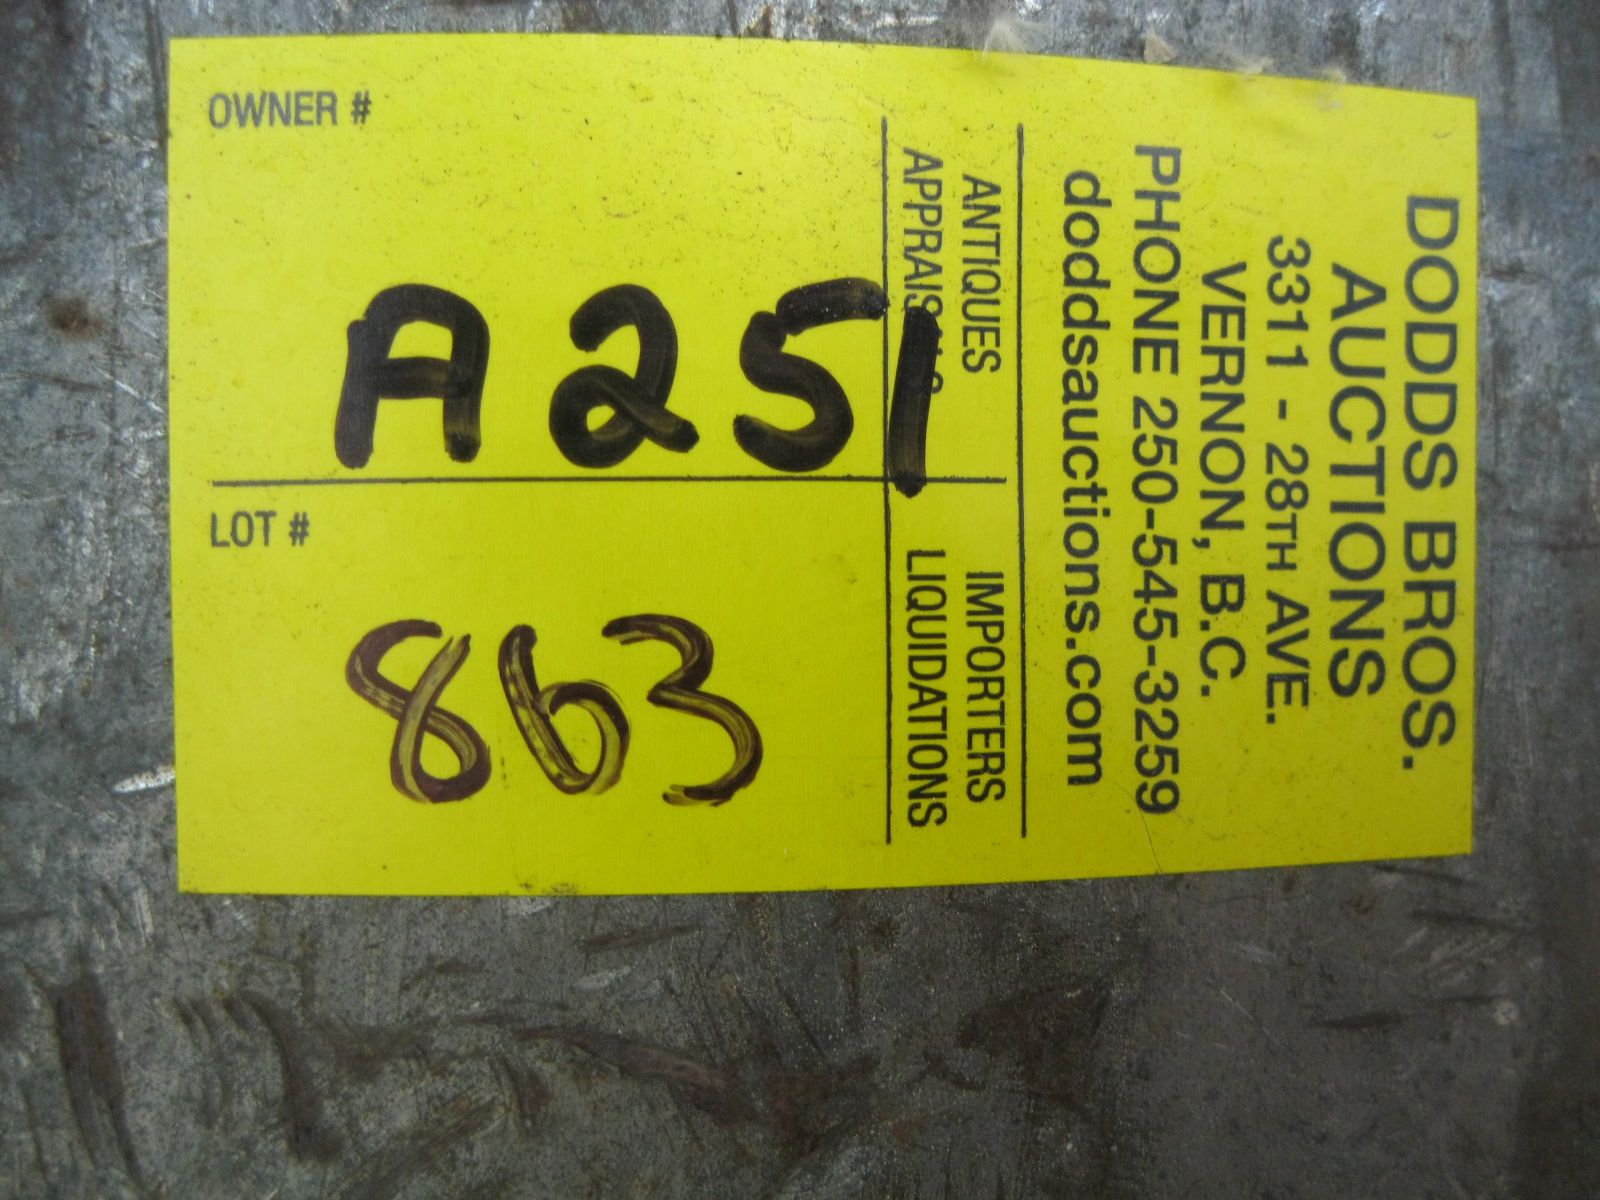 DODDS BROS.
AUCTIONS
3311 - 28TH AVE.
VERNON, B.C.
PHONE 250-545-3259
doddsauctions.com
ANTIQUES
APPRAISALS
IMPORTERS
LIQUIDATIONS
OWNER #
A251
LOT #
863